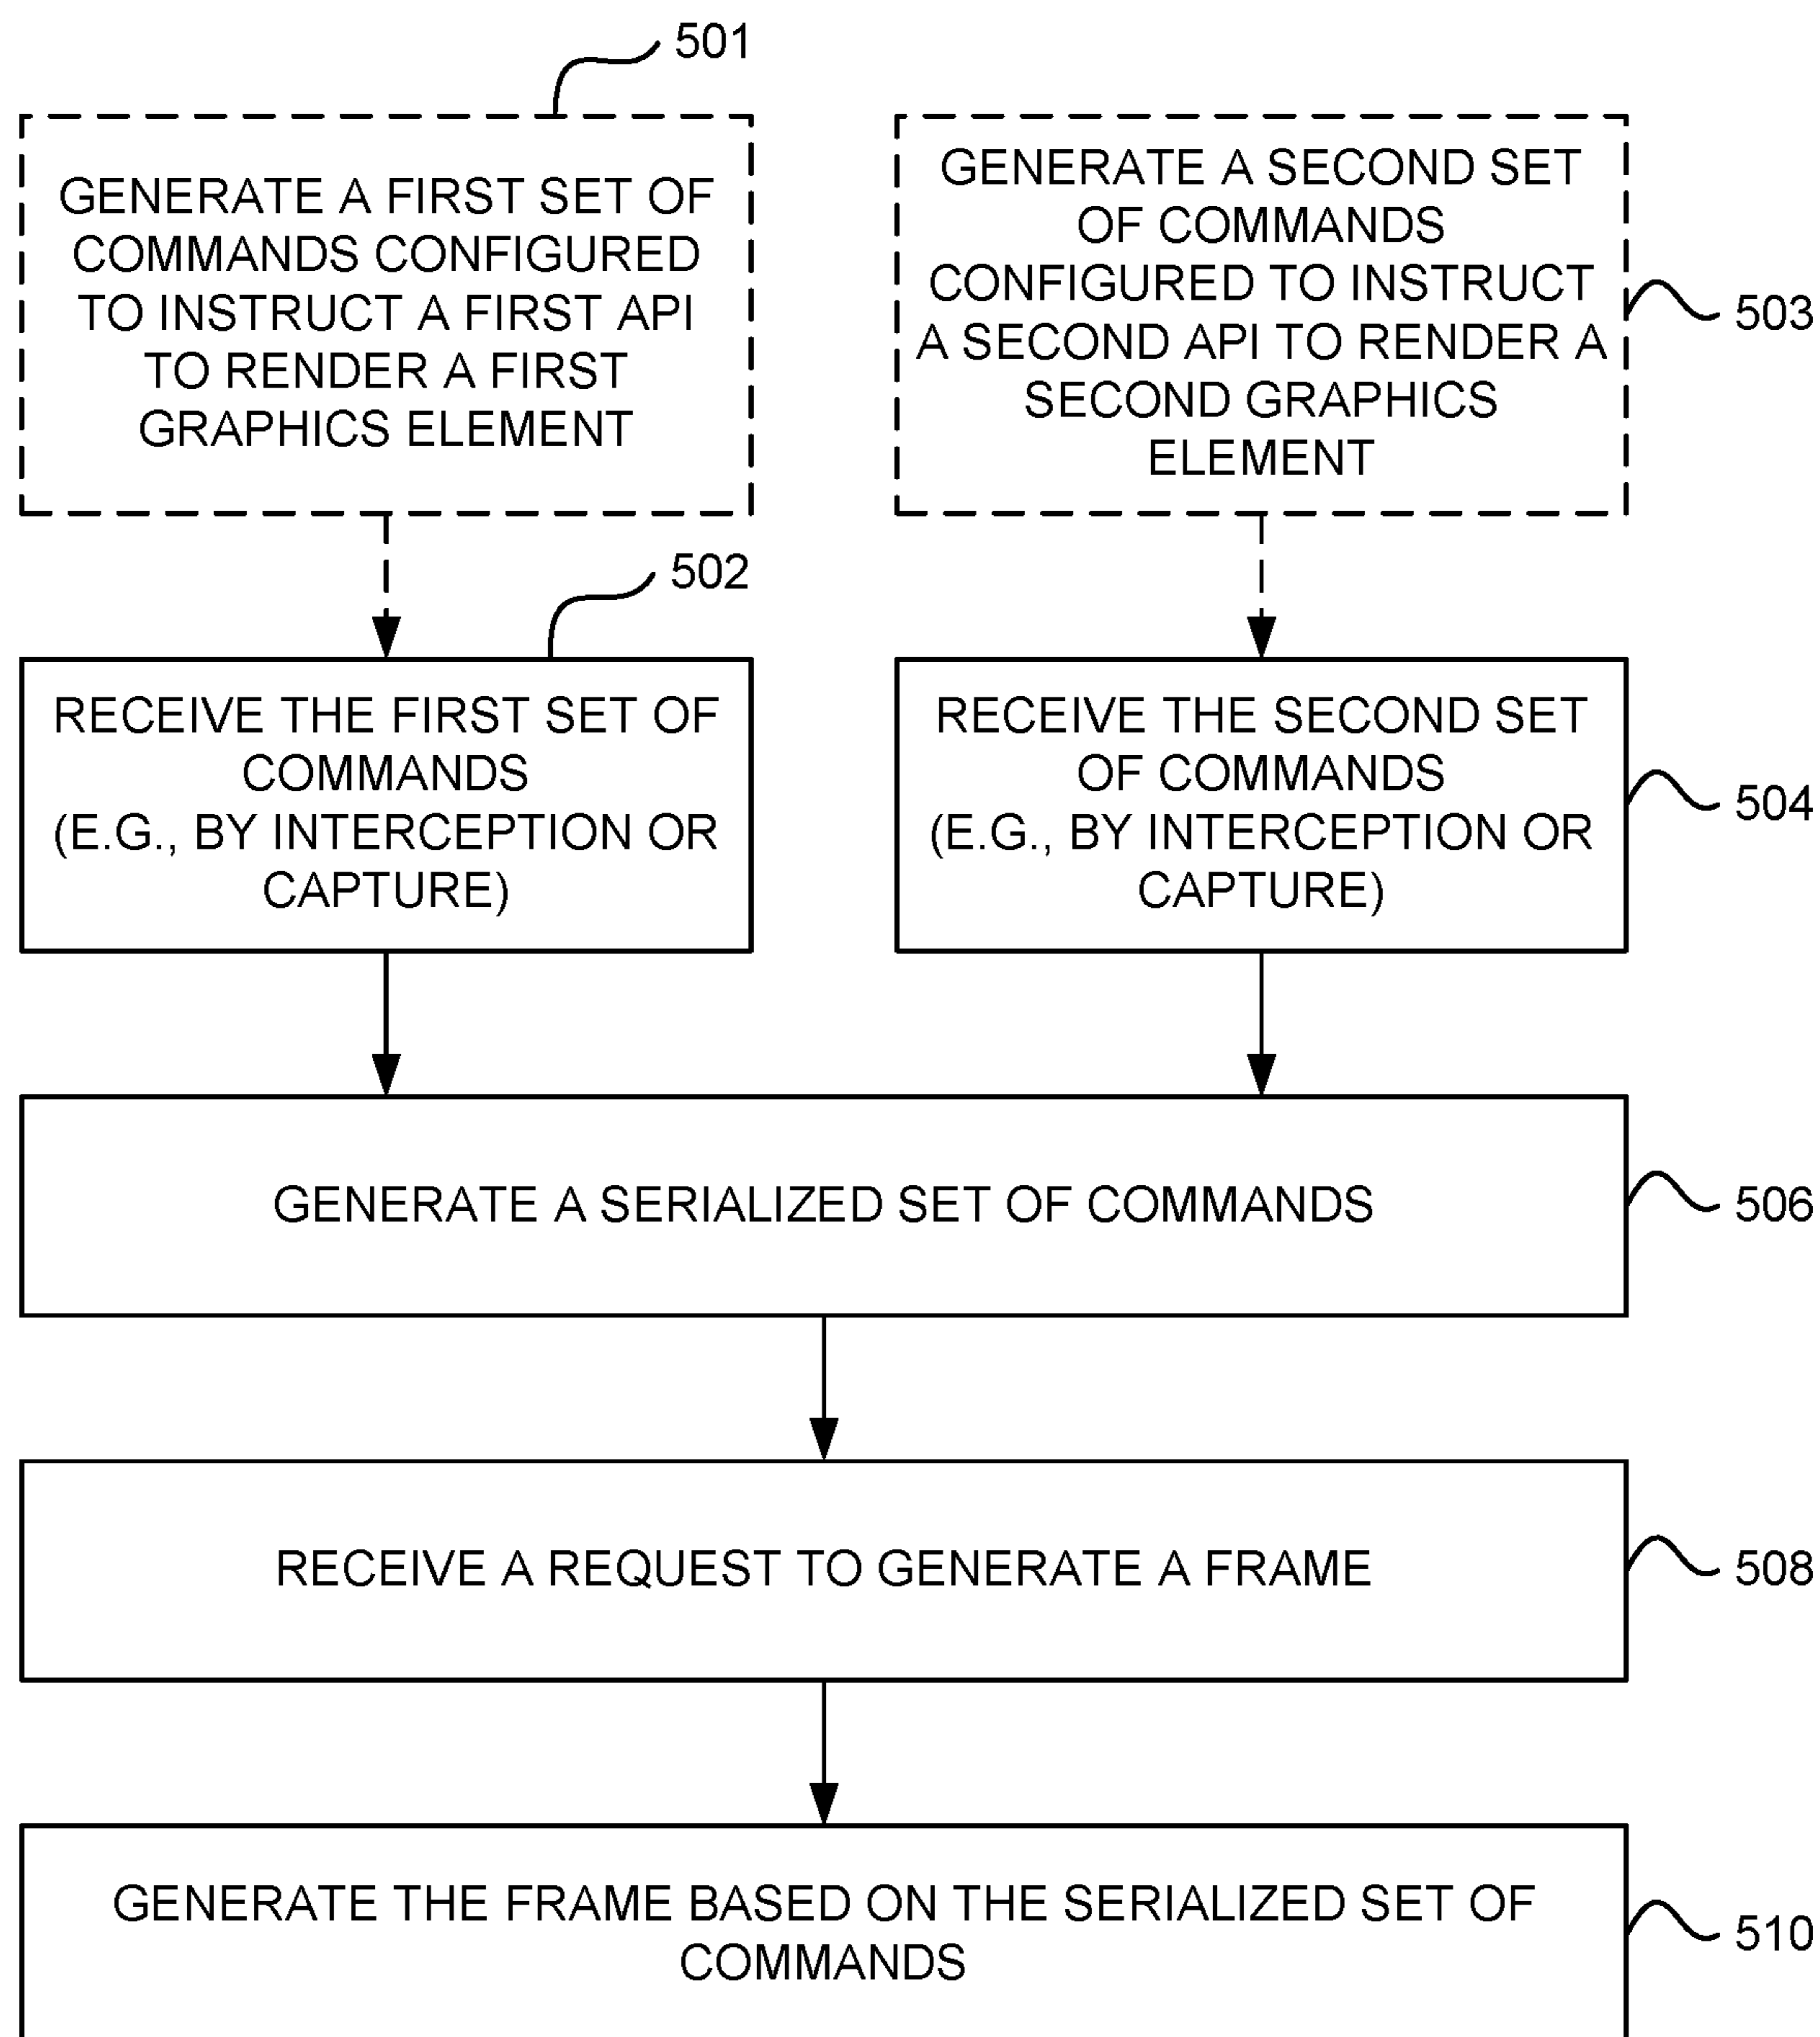 501
GENERATE A FIRST SET OF
COMMANDS CONFIGURED
TO INSTRUCT A FIRST API
TO RENDER A FIRST
GRAPHICS ELEMENT
GENERATE A SECOND SET
OF COMMANDS
CONFIGURED TO INSTRUCT
A SECOND API TO RENDER A
SECOND GRAPHICS
ELEMENT
503
502
RECEIVE THE FIRST SET OF
COMMANDS
(E.G., BY INTERCEPTION OR
CAPTURE)
RECEIVE THE SECOND SET
OF COMMANDS
(E.G., BY INTERCEPTION OR
CAPTURE)
504
GENERATE A SERIALIZED SET OF COMMANDS
506
RECEIVE A REQUEST TO GENERATE A FRAME
508
GENERATE THE FRAME BASED ON THE SERIALIZED SET OF
COMMANDS
510